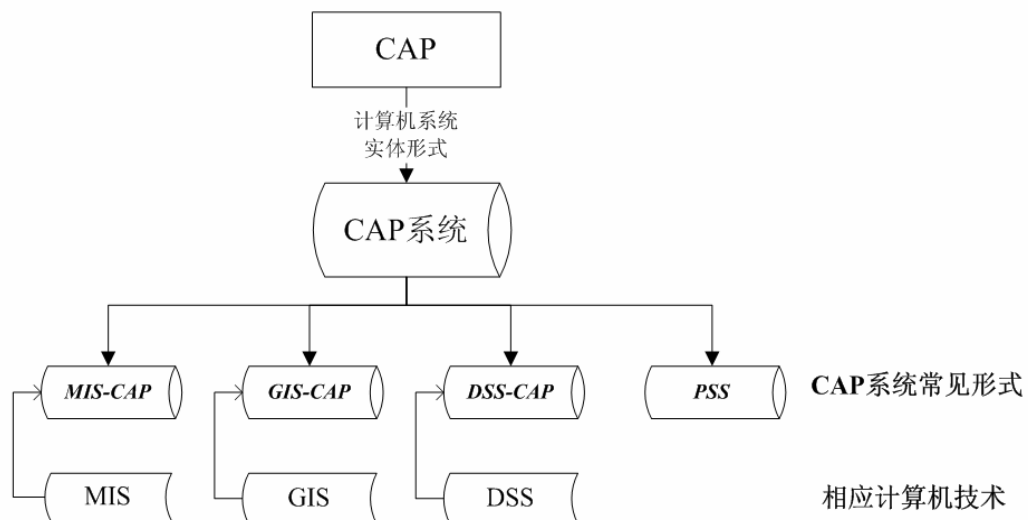 CAP
计算机系统
实体形式
CAP系统
MIS-CAP
GIS-CAP
DSS-CAP
PSS
CAP系统常见形式
MIS
GIS
DSS
相应计算机技术